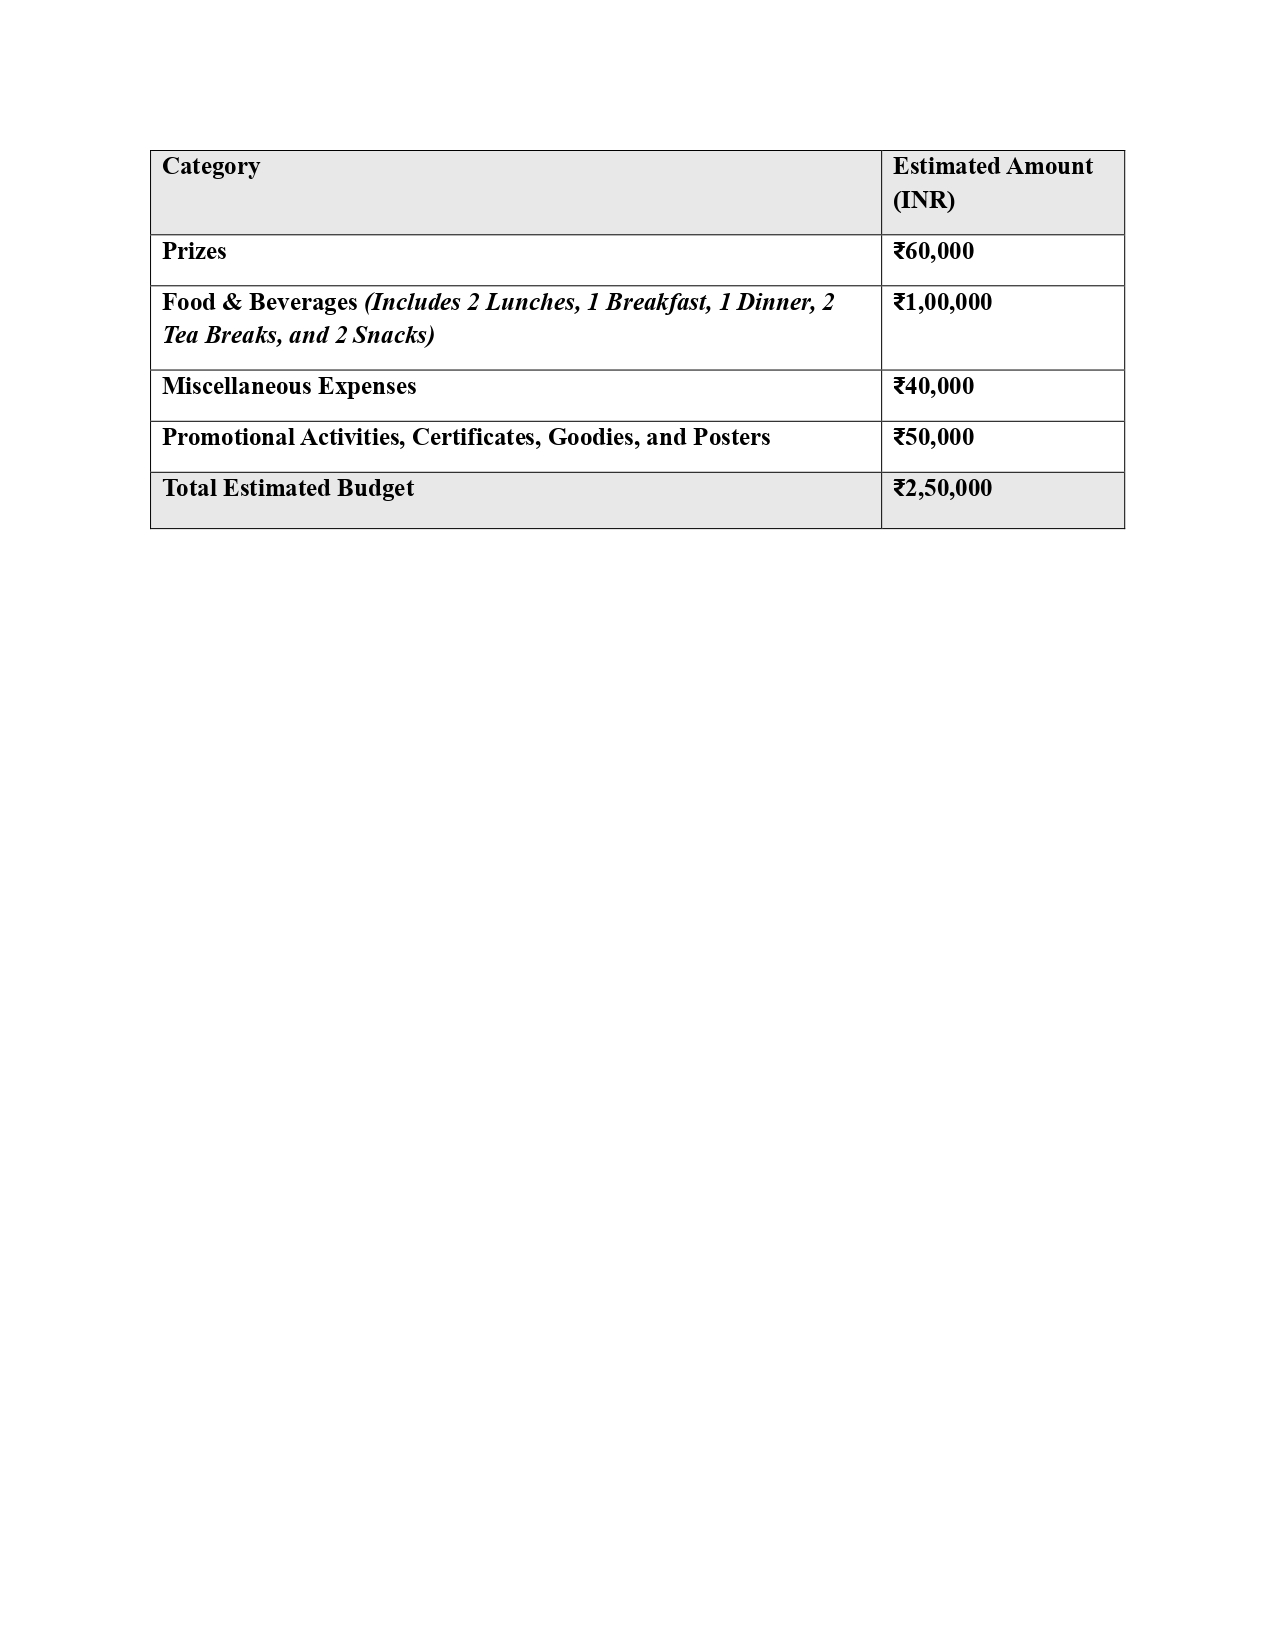 Category
Estimated Amount
(INR)
Prizes
₹60,000
Food & Beverages (Includes 2 Lunches, 1 Breakfast, 1 Dinner, 2
Tea Breaks, and 2 Snacks)
₹1,00,000
Miscellaneous Expenses
₹40,000
Promotional Activities, Certificates, Goodies, and Posters
₹50,000
Total Estimated Budget
₹2,50,000